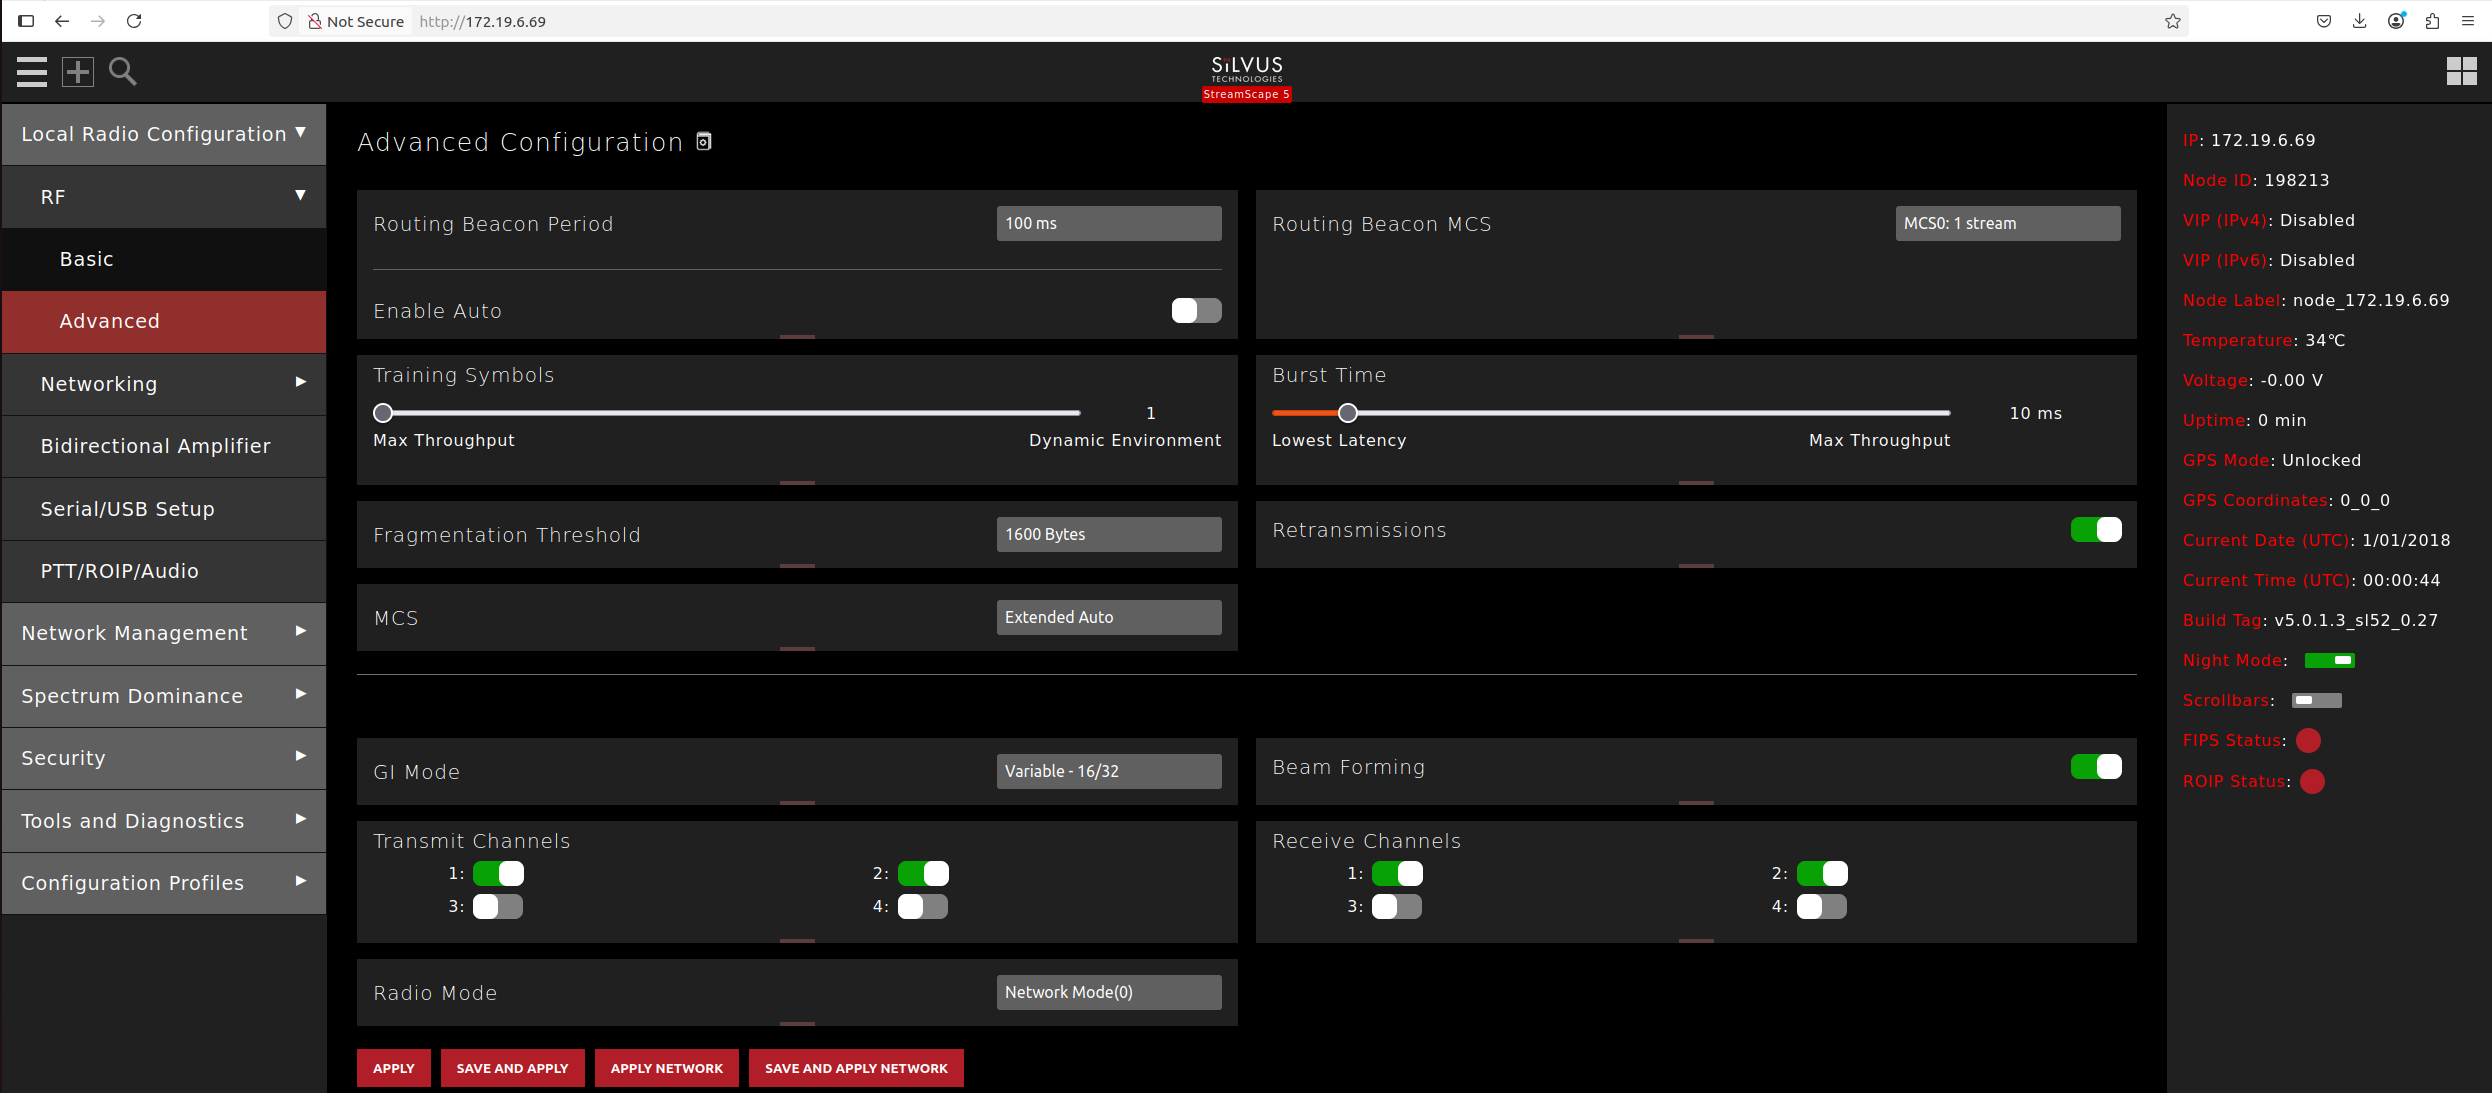 Not Secure http://172.19.6.69
SiLVUS
TECHNOLOGIES
StreamScape 5
Local Radio Configuration
RF
Basic
Advanced
Networking
Bidirectional Amplifier
Serial/USB Setup
PTT/ROIP/Audio
Network Management
Spectrum Dominance
Security
Tools and Diagnostics
Configuration Profiles
Advanced Configuration
Routing Beacon Period 100 ms
Enable Auto
Routing Beacon MCS MCS0: 1 stream
Training Symbols
1
Max Throughput Dynamic Environment
Burst Time
10 ms
Lowest Latency Max Throughput
Fragmentation Threshold 1600 Bytes
Retransmissions
MCS Extended Auto
GI Mode Variable - 16/32
Beam Forming
Transmit Channels
1: 2:
3: 4:
Receive Channels
1: 2:
3: 4:
Radio Mode Network Mode(0)
APPLY SAVE AND APPLY APPLY NETWORK SAVE AND APPLY NETWORK
IP: 172.19.6.69
Node ID: 198213
VIP (IPv4): Disabled
VIP (IPv6): Disabled
Node Label: node_172.19.6.69
Temperature: 34℃
Voltage: -0.00 V
Uptime: 0 min
GPS Mode: Unlocked
GPS Coordinates: 0_0_0
Current Date (UTC): 1/01/2018
Current Time (UTC): 00:00:44
Build Tag: v5.0.1.3_sl52_0.27
Night Mode:
Scrollbars:
FIPS Status:
ROIP Status: